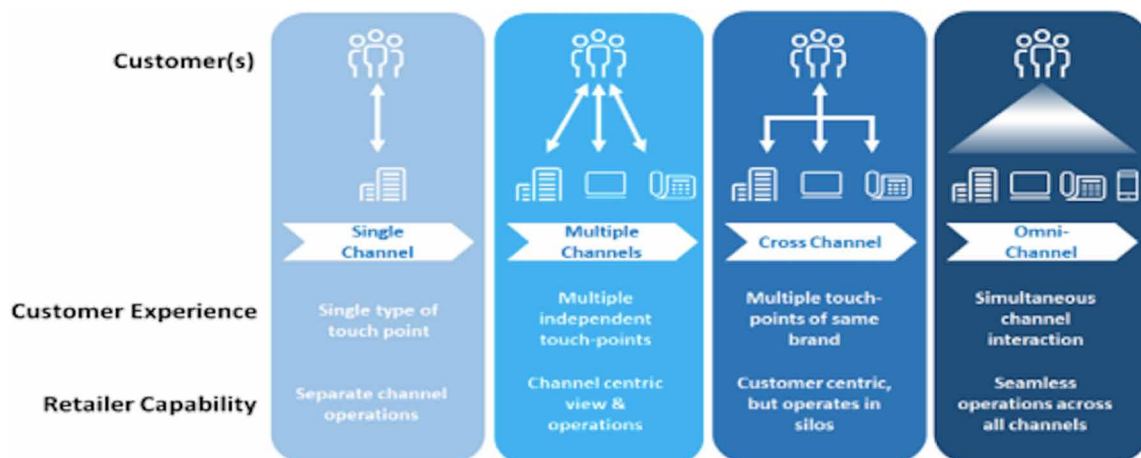 Customer(s)
Single
Channel
Multiple
Channels
Cross Channel
Omni-
Channel
Customer Experience
Single type of
touch point
Multiple
independent
touch-points
Multiple touch-
points of same
brand
Simultaneous
channel
interaction
Retailer Capability
Separate channel
operations
Channel centric
view &
operations
Customer centric,
but operates in
silos
Seamless
operations across
all channels